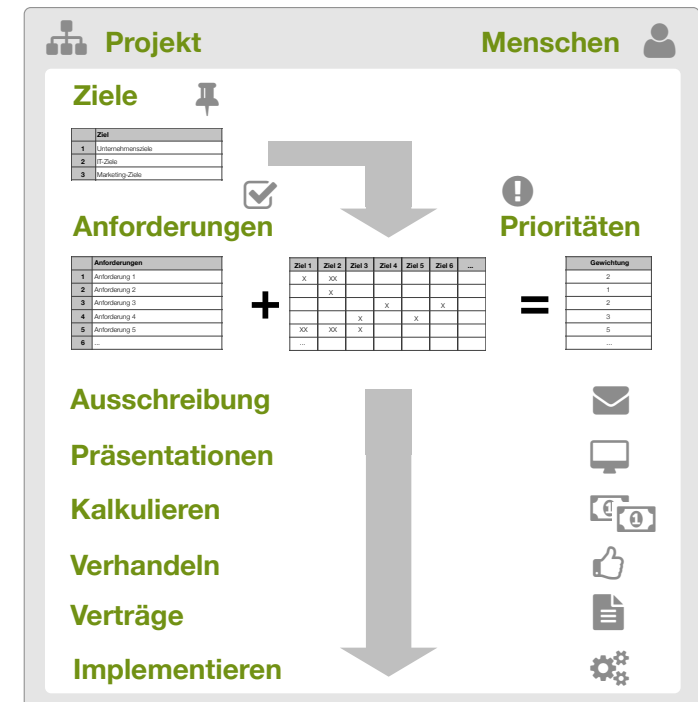 Projekt Menschen
Ziele
Ziel
1 Unternehmensziele
2 IT-Ziele
3 Marketing-Ziele
Anforderungen Prioritäten
Anforderungen
1 Anforderung 1
2 Anforderung 2
3 Anforderung 3
4 Anforderung 4
5 Anforderung 5
6 ...
+
Ziel 1 Ziel 2 Ziel 3 Ziel 4 Ziel 5 Ziel 6 ...
X XX
X
X X
X X
XX XX X
...
=
Gewichtung
2
1
2
3
5
...
Ausschreibung
Präsentationen
Kalkulieren
1 1
Verhandeln
Verträge
Implementieren